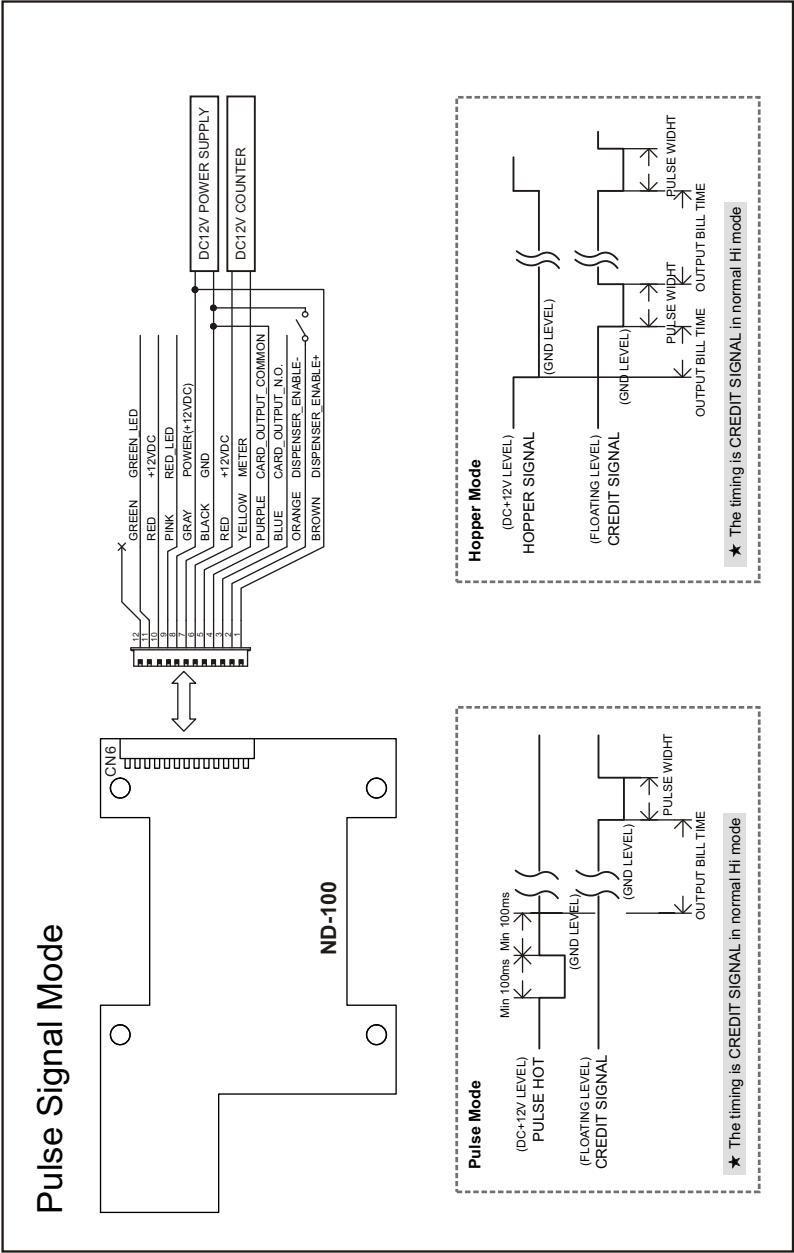 Pulse Signal Mode
CN6
ND-100
12
11
10
9
8
7
6
5
4
3
2
1
GREEN GREEN_LED
RED +12VDC
PINK RED_LED
GRAY POWER(+12VDC)
BLACK GND
RED +12VDC
YELLOW METER
PURPLE CARD_OUTPUT_COMMON
BLUE CARD_OUTPUT_N.O.
ORANGE DISPENSER_ENABLE-
BROWN DISPENSER_ENABLE+
DC12V POWER SUPPLY
DC12V COUNTER
Pulse Mode
Min 100ms Min 100ms
(DC+12V LEVEL)
PULSE HOT
(GND LEVEL)
(FLOATING LEVEL)
CREDIT SIGNAL
(GND LEVEL)
PULSE WIDHT
OUTPUT BILL TIME
★ The timing is CREDIT SIGNAL in normal Hi mode
Hopper Mode
(DC+12V LEVEL)
HOPPER SIGNAL
(GND LEVEL)
(FLOATING LEVEL)
CREDIT SIGNAL
(GND LEVEL)
PULSE WIDHT
PULSE WIDHT
OUTPUT BILL TIME
OUTPUT BILL TIME
★ The timing is CREDIT SIGNAL in normal Hi mode